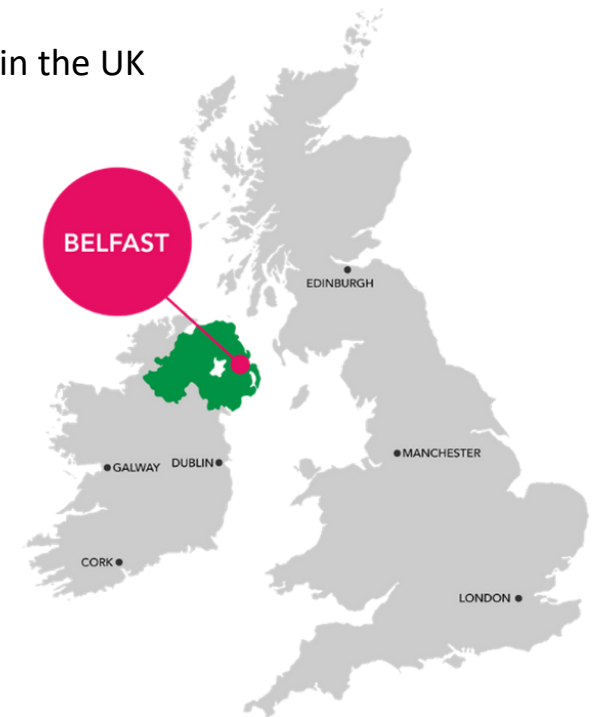 in the UK
BELFAST
EDINBURGH
MANCHESTER
GALWAY
DUBLIN
CORK
LONDON